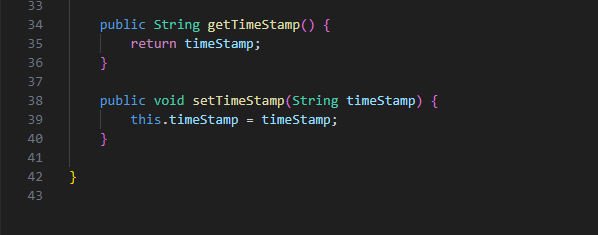 33
34 public String getTimeStamp() {
35 return timeStamp;
36 }
37
38 public void setTimeStamp(String timeStamp) {
39 this.timeStamp = timeStamp;
40 }
41
42 }
43